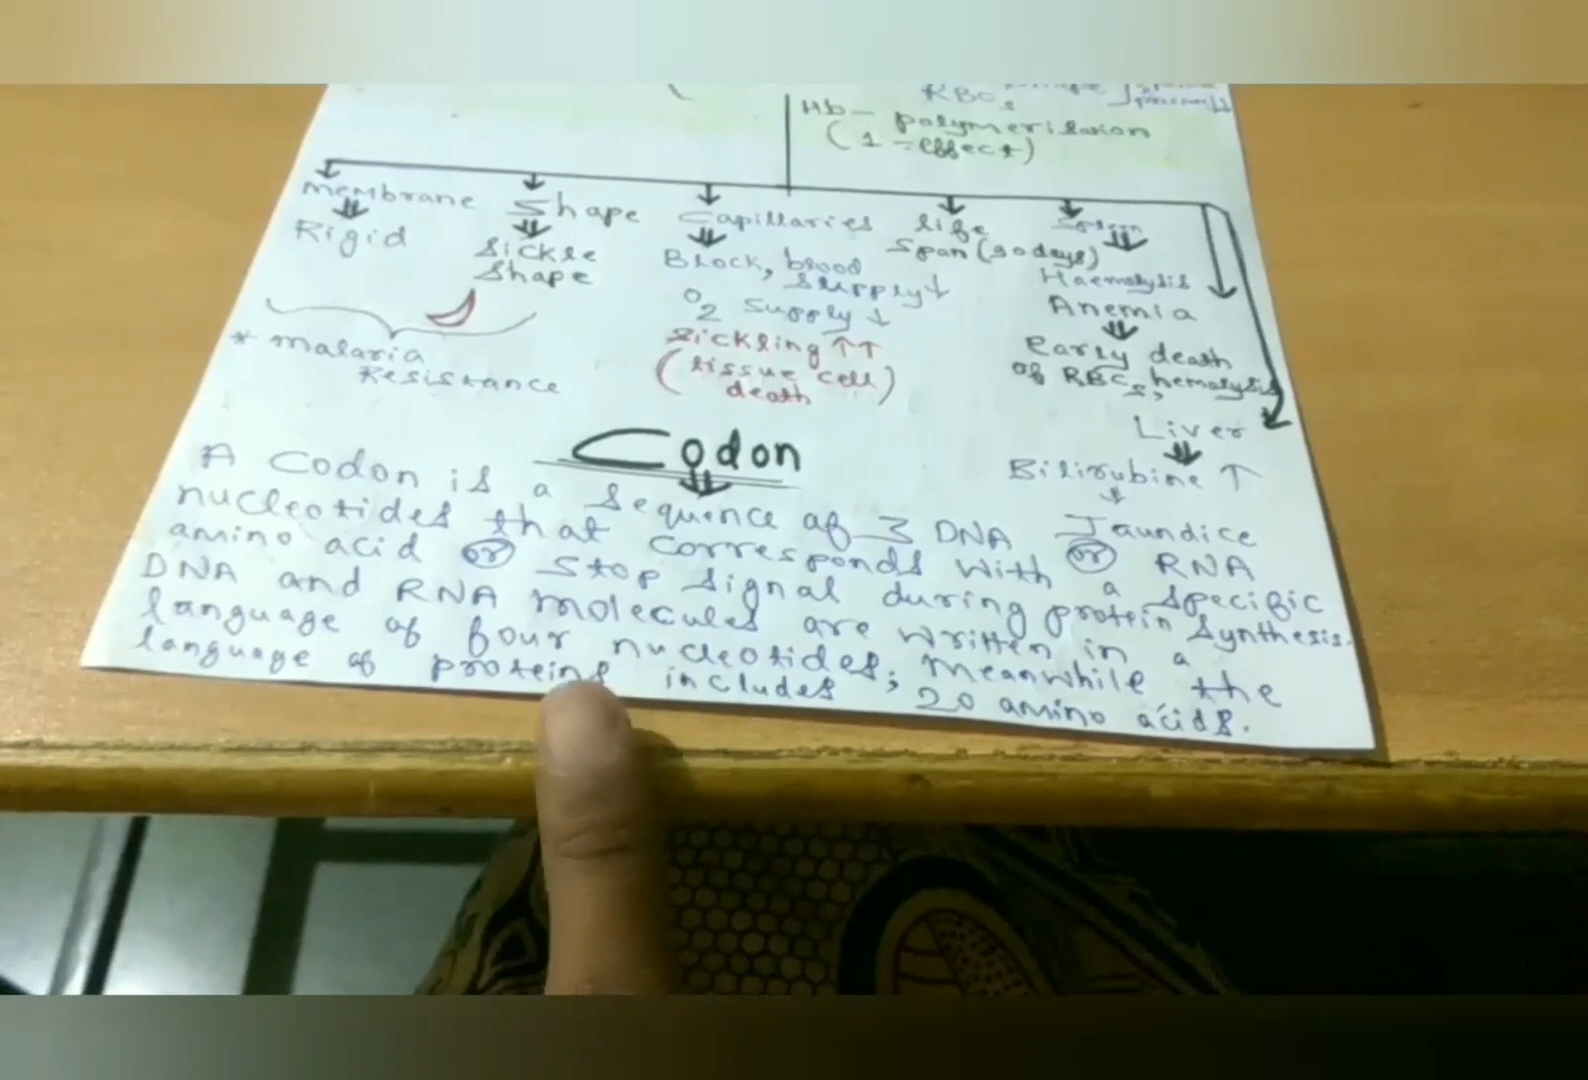 RBCs
Hb - polymerisation
(1 = effect)
membrane
Rigid
Shape
Sickle
Shape
Capillaries
Block, blood
supply ↓
O2 supply ↓
Sickling ↑↑
(tissue cell
death)
life
span (30 days)
Haemolysis
Anemia
early death
of RBCs, hemolysis
Liver
Bilirubine ↑
Jaundice
* malaria
Resistance
Codon
A Codon is a sequence of 3 DNA or RNA
nucleotides that corresponds with a specific
amino acid or stop signal during protein synthesis.
DNA and RNA molecules are written in a
language of four nucleotides; meanwhile the
language of proteins includes 20 amino acids.